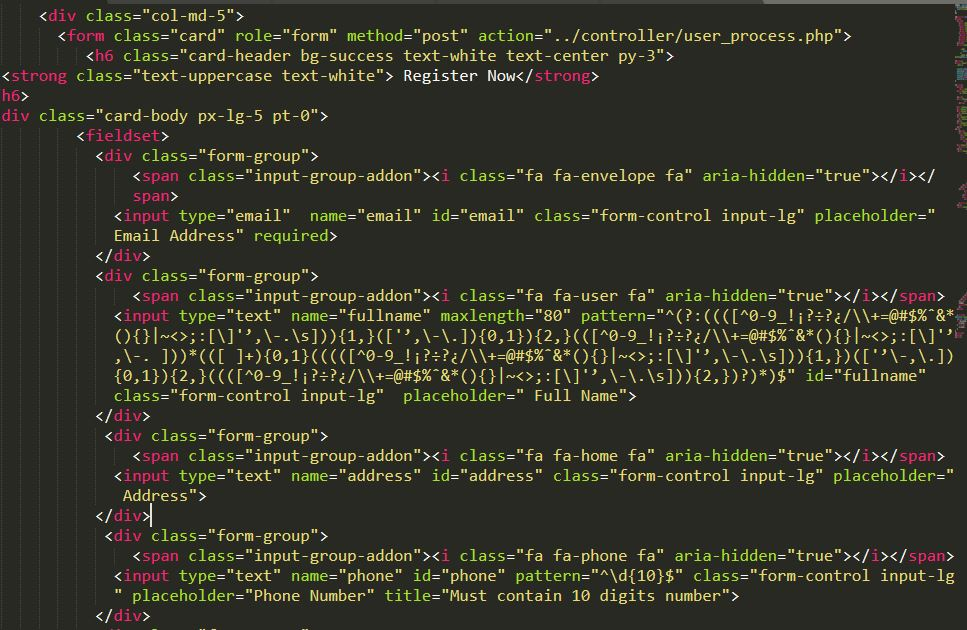 <div class="col-md-5">
<form class="card" role="form" method="post" action="../controller/user_process.php">
<h6 class="card-header bg-success text-white text-center py-3">
<strong class="text-uppercase text-white"> Register Now</strong>
h6>
div class="card-body px-lg-5 pt-0">
<fieldset>
<div class="form-group">
<span class="input-group-addon"><i class="fa fa-envelope fa" aria-hidden="true"></i></
span>
<input type="email"  name="email" id="email" class="form-control input-lg" placeholder="
Email Address" required>
</div>
<div class="form-group">
<span class="input-group-addon"><i class="fa fa-user fa" aria-hidden="true"></i></span>
<input type="text" name="fullname" maxlength="80" pattern="^(?:((([^0-9_!¡?÷?¿/\\+=@#$%ˆ&*
(){}|~<>;:[\]'’,\-.\s])){1,}(['’,\-\.]){0,1}){2,}(([^0-9_!¡?÷?¿/\\+=@#$%ˆ&*(){}|~<>;:[\]'’
,\-. ]))*(([ ]+){0,1}(((([^0-9_!¡?÷?¿/\\+=@#$%ˆ&*(){}|~<>;:[\]'’,\-\.\s])){1,})(['’\-,\.])
{0,1}){2,}((([^0-9_!¡?÷?¿/\\+=@#$%ˆ&*(){}|~<>;:[\]'’,\-\.\s])){2,})?)*)$" id="fullname"
class="form-control input-lg"  placeholder=" Full Name">
</div>
<div class="form-group">
<span class="input-group-addon"><i class="fa fa-home fa" aria-hidden="true"></i></span>
<input type="text" name="address" id="address" class="form-control input-lg" placeholder="
Address">
</div>
<div class="form-group">
<span class="input-group-addon"><i class="fa fa-phone fa" aria-hidden="true"></i></span>
<input type="text" name="phone" id="phone" pattern="^\d{10}$" class="form-control input-lg
" placeholder="Phone Number" title="Must contain 10 digits number">
</div>